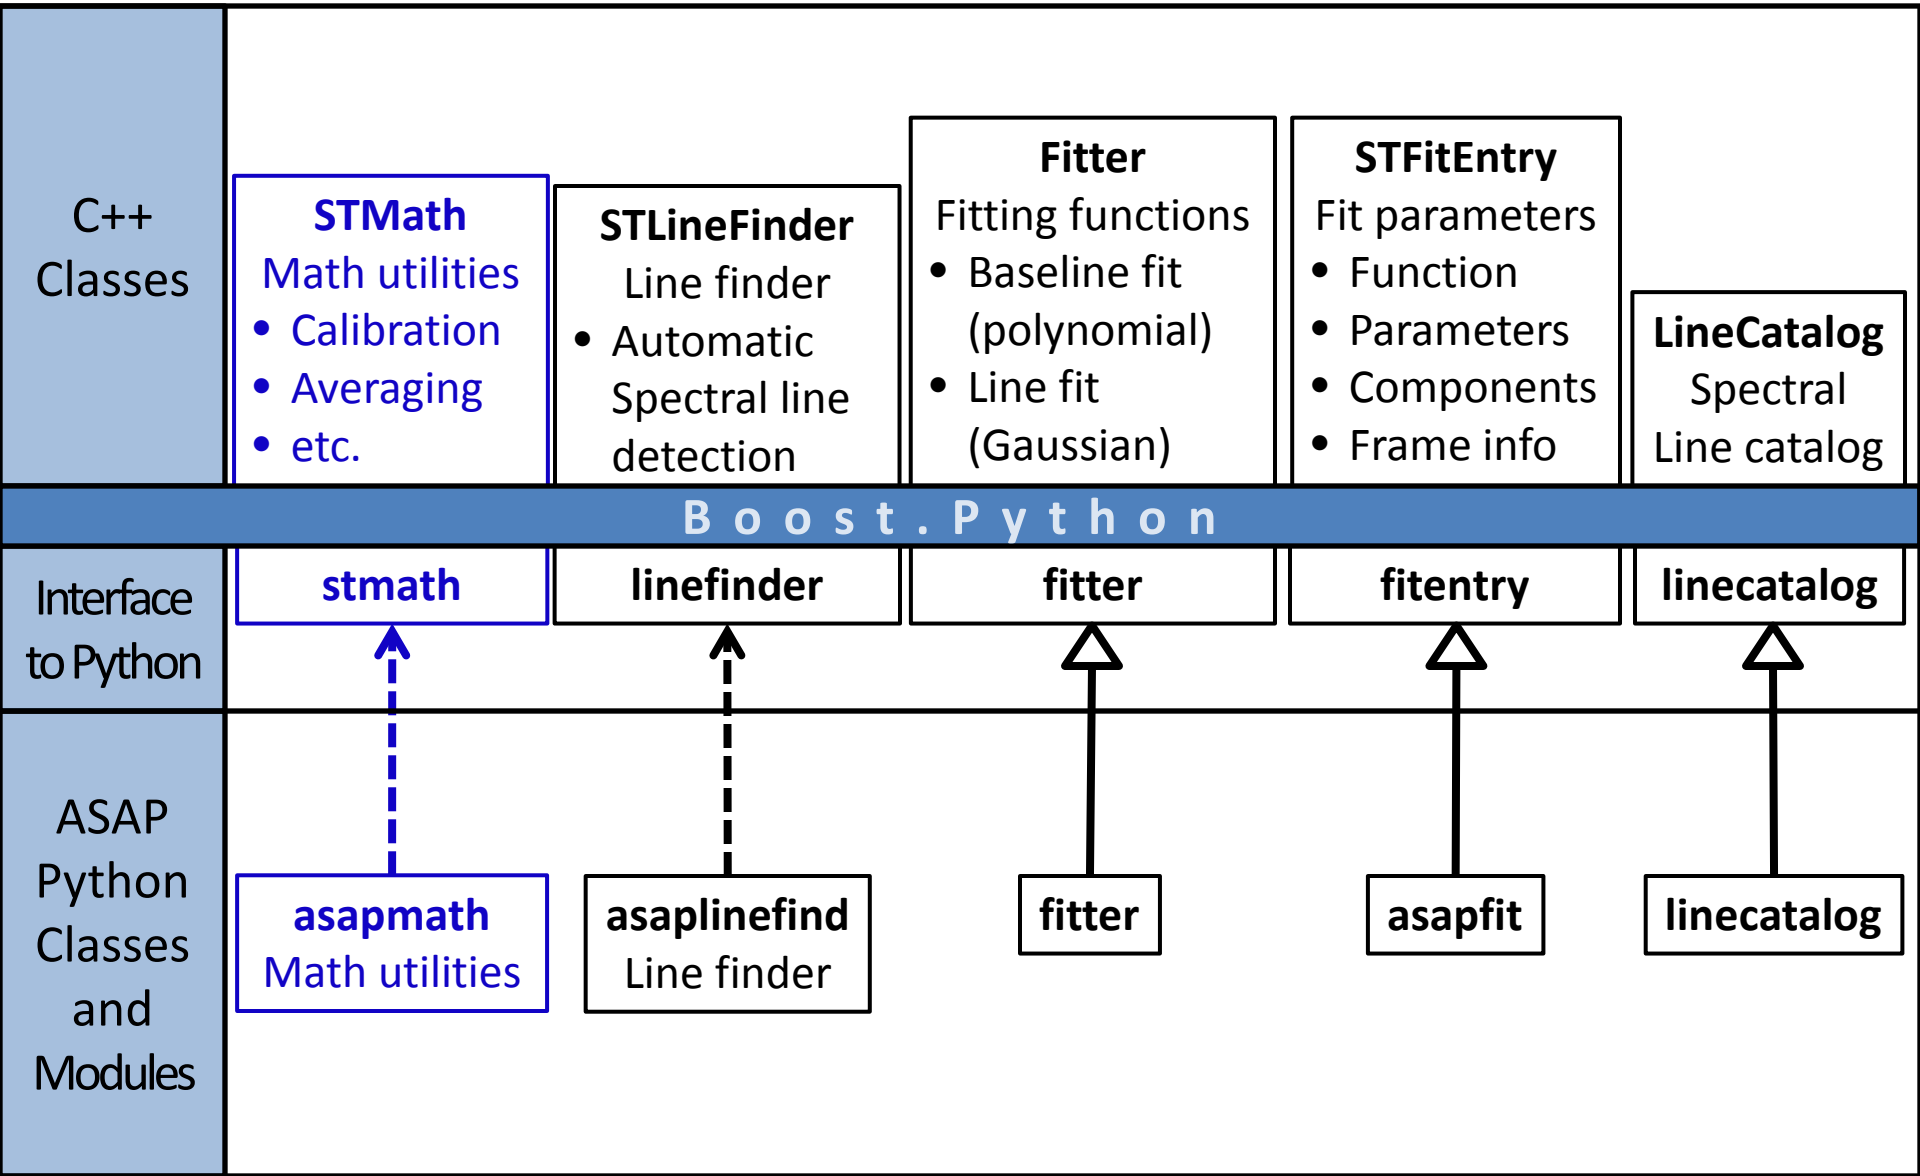 C++
Classes
STMath
Math utilities
• Calibration
• Averaging
• etc.
STLineFinder
Line finder
• Automatic
Spectral line
detection
Fitter
Fitting functions
• Baseline fit
(polynomial)
• Line fit
(Gaussian)
STFitEntry
Fit parameters
• Function
• Parameters
• Components
• Frame info
LineCatalog
Spectral
Line catalog
Boost.Python
Interface
to Python
stmath
linefinder
fitter
fitentry
linecatalog
ASAP
Python
Classes
and
Modules
asapmath
Math utilities
asaplinefind
Line finder
fitter
asapfit
linecatalog